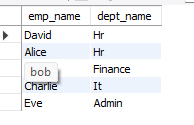 emp_name dept_name
David Hr
Alice Hr
bob Finance
Charlie It
Eve Admin